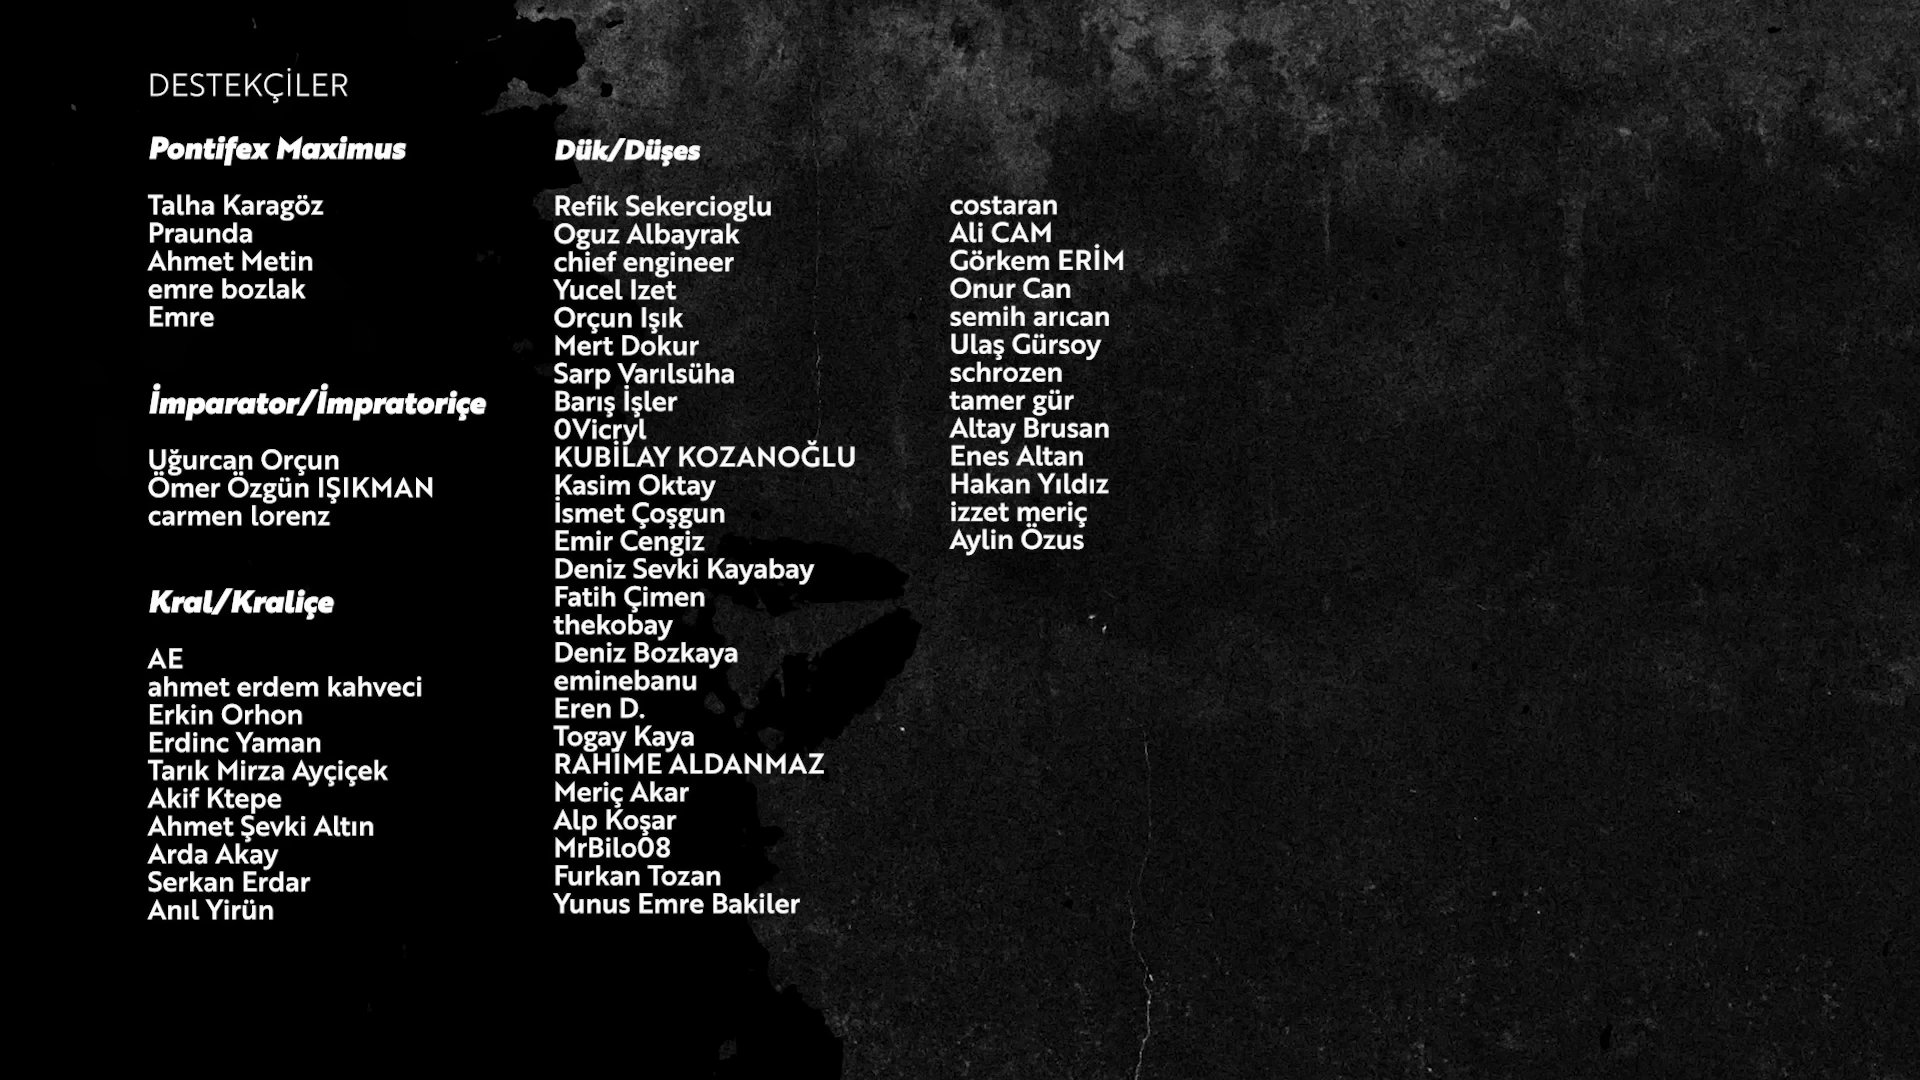 DESTEKÇİLER
Pontifex Maximus
Talha Karagöz
Praunda
Ahmet Metin
emre bozlak
Emre
İmparator/İmpratoriçe
Uğurcan Orçun
Ömer Özgün IŞIKMAN
carmen lorenz
Kral/Kraliçe
AE
ahmet erdem kahveci
Erkin Orhon
Erdinc Yaman
Tarık Mirza Ayçiçek
Akif Ktepe
Ahmet Şevki Altın
Arda Akay
Serkan Erdar
Anıl Yirün
Dük/Düşes
Refik Sekercioglu
Oguz Albayrak
chief engineer
Yucel Izet
Orçun Işık
Mert Dokur
Sarp Varılsüha
Barış İşler
0Vicryl
KUBİLAY KOZANOĞLU
Kasim Oktay
İsmet Çoşgun
Emir Cengiz
Deniz Sevki Kayabay
Fatih Çimen
thekobay
Deniz Bozkaya
eminebanu
Eren D.
Togay Kaya
RAHİME ALDANMAZ
Meriç Akar
Alp Koşar
MrBilo08
Furkan Tozan
Yunus Emre Bakiler
costaran
Ali CAM
Görkem ERİM
Onur Can
semih arıcan
Ulaş Gürsoy
schrozen
tamer gür
Altay Brusan
Enes Altan
Hakan Yıldız
izzet meriç
Aylin Özus